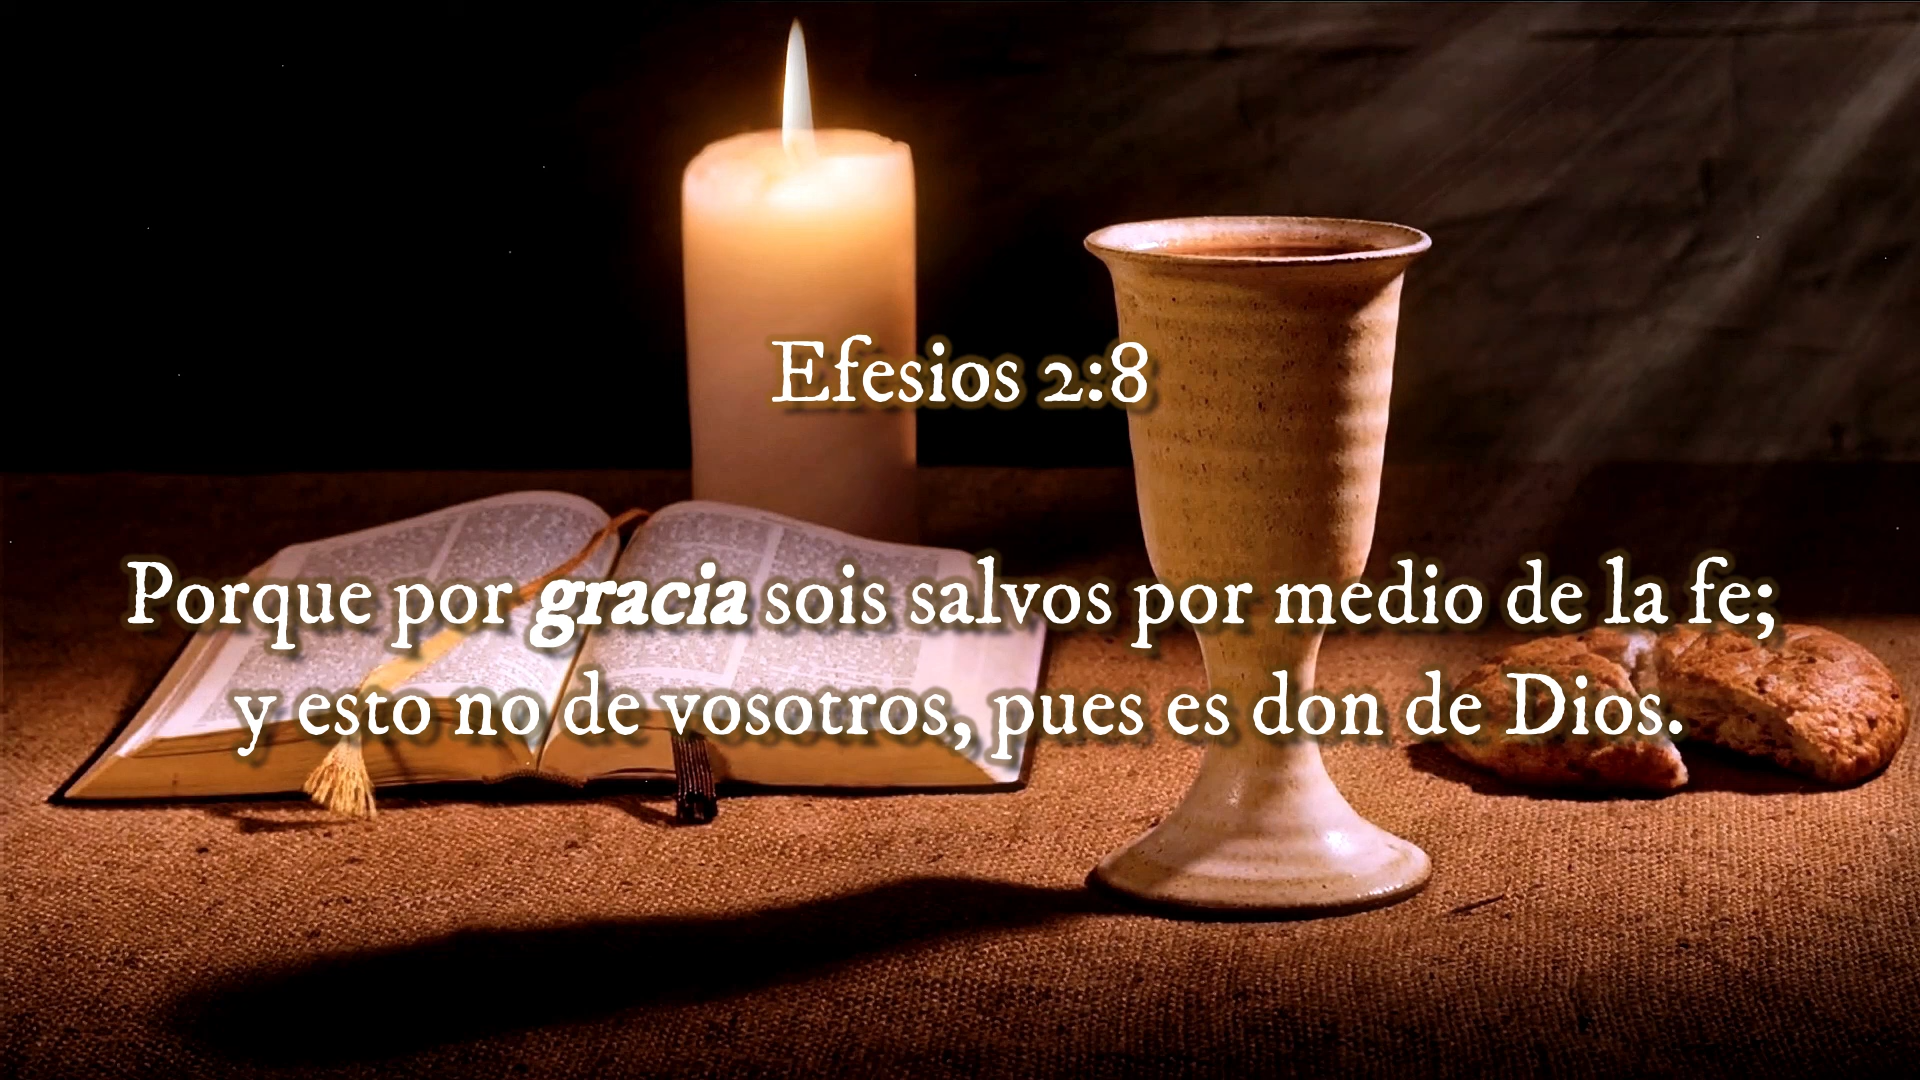 Efesios 2:8
Porque por gracia sois salvos por medio de la fe;
y esto no de vosotros, pues es don de Dios.